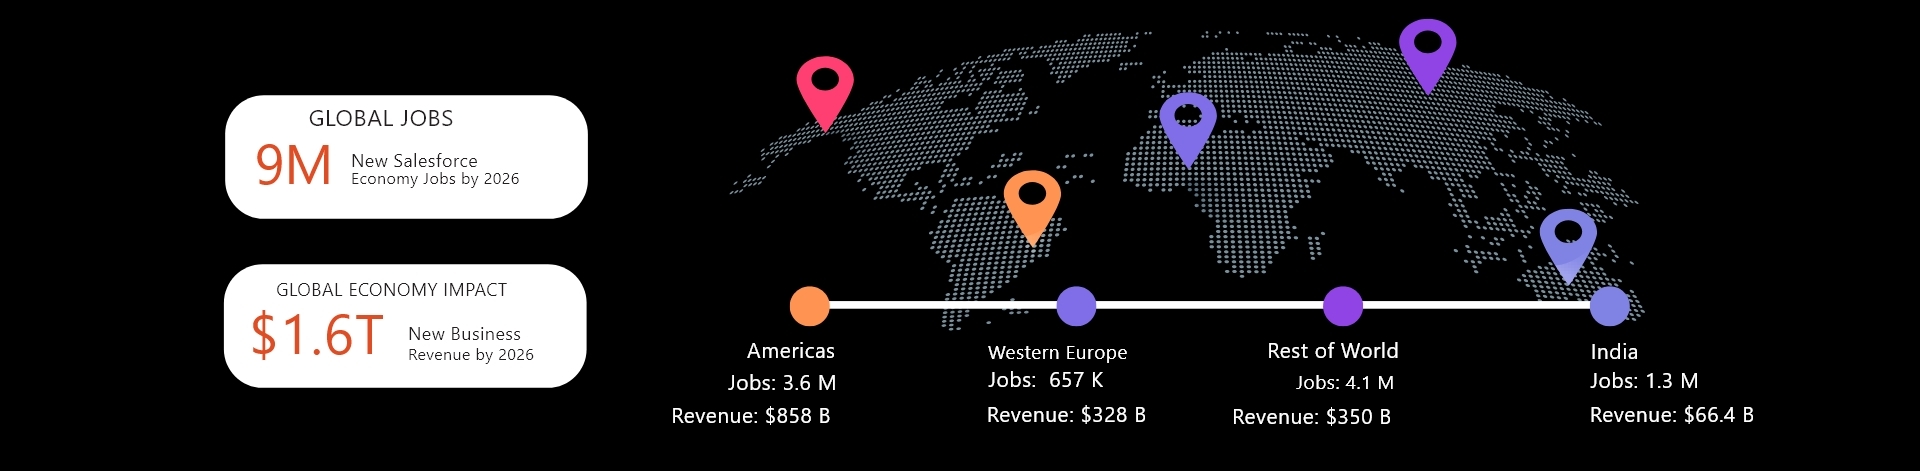 GLOBAL JOBS
9M
New Salesforce
Economy Jobs by 2026
GLOBAL ECONOMY IMPACT
$1.6T
New Business
Revenue by 2026
Americas
Jobs: 3.6 M
Revenue: $858 B
Western Europe
Jobs: 657 K
Revenue: $328 B
Rest of World
Jobs: 4.1 M
Revenue: $350 B
India
Jobs: 1.3 M
Revenue: $66.4 B